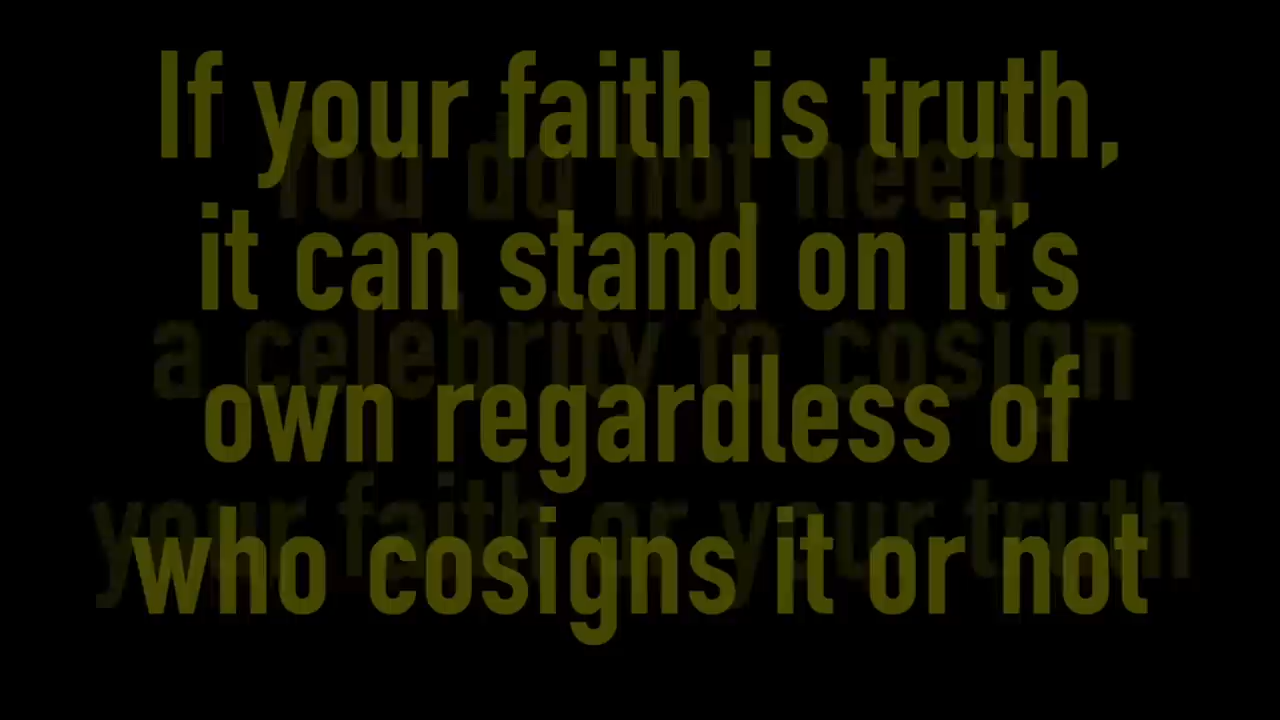 If your faith is truth,
it can stand on it's
own regardless of
who cosigns it or not
You do not need
a celebrity to cosign
your faith or your truth